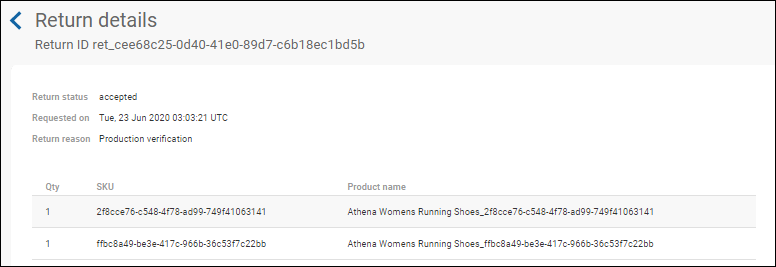 Return details
Return ID ret_cee68c25-0d40-41e0-89d7-c6b18ec1bd5b
Return status accepted
Requested on Tue, 23 Jun 2020 03:03:21 UTC
Return reason Production verification
Qty SKU Product name
1 2f8cce76-c548-4f78-ad99-749f41063141 Athena Womens Running Shoes_2f8cce76-c548-4f78-ad99-749f41063141
1 ffbc8a49-be3e-417c-966b-36c53f7c22bb Athena Womens Running Shoes_ffbc8a49-be3e-417c-966b-36c53f7c22bb